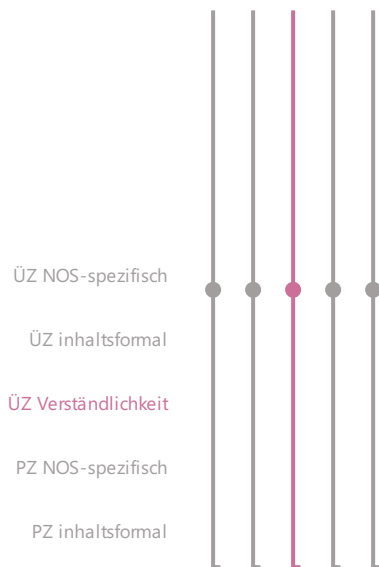 ÜZ NOS-spezifisch
ÜZ inhaltsformal
ÜZ Verständlichkeit
PZ NOS-spezifisch
PZ inhaltsformal